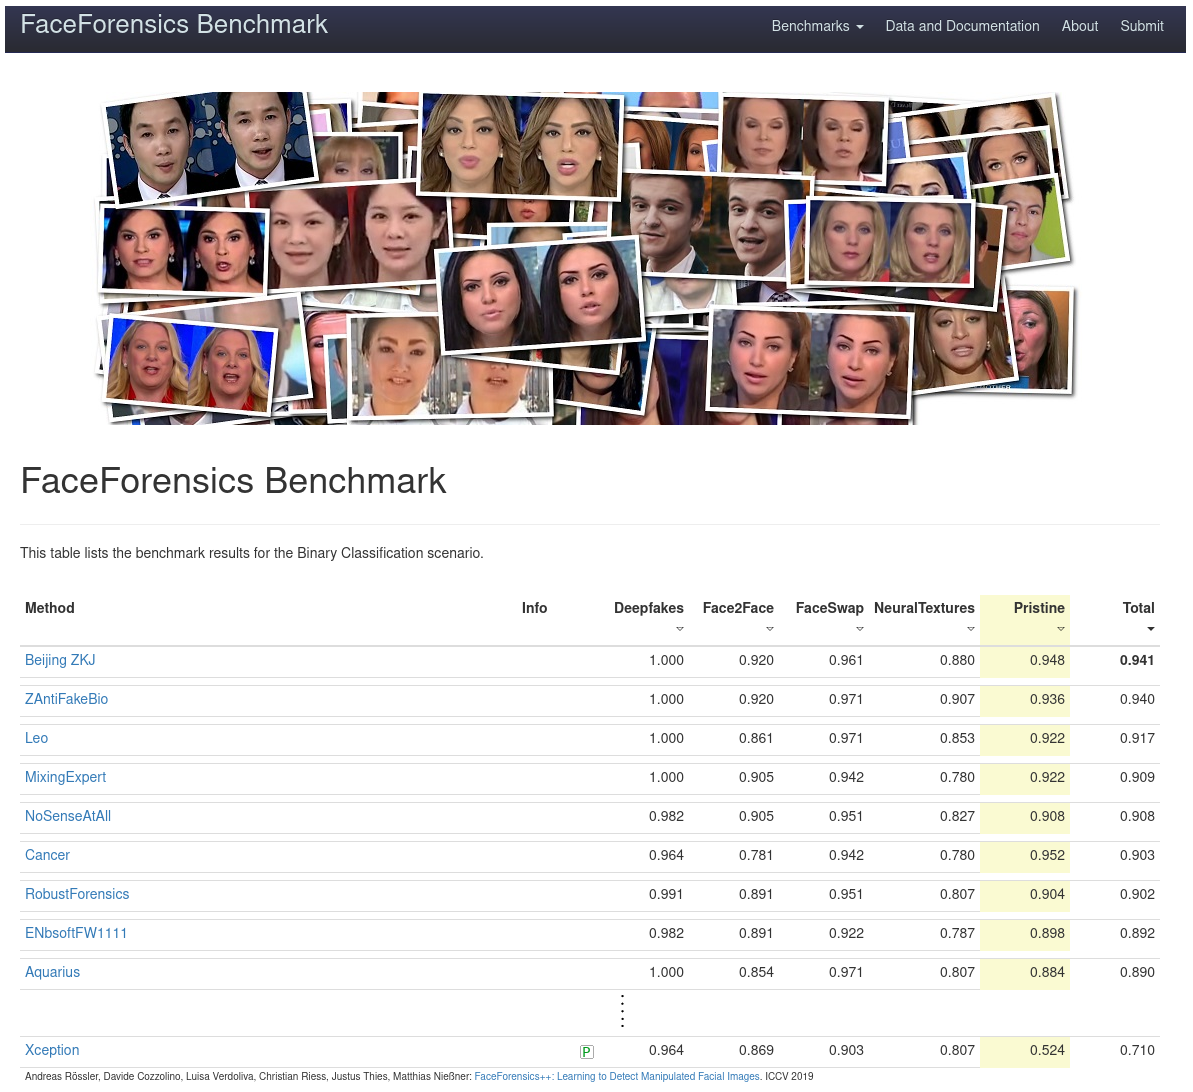 FaceForensics Benchmark
Benchmarks Data and Documentation About Submit
FaceForensics Benchmark
This table lists the benchmark results for the Binary Classification scenario.
Method Info Deepfakes Face2Face FaceSwap NeuralTextures Pristine Total
Beijing ZKJ 1.000 0.920 0.961 0.880 0.948 0.941
ZAntiFakeBio 1.000 0.920 0.971 0.907 0.936 0.940
Leo 1.000 0.861 0.971 0.853 0.922 0.917
MixingExpert 1.000 0.905 0.942 0.780 0.922 0.909
NoSenseAtAll 0.982 0.905 0.951 0.827 0.908 0.908
Cancer 0.964 0.781 0.942 0.780 0.952 0.903
RobustForensics 0.991 0.891 0.951 0.807 0.904 0.902
ENbsoftFW1111 0.982 0.891 0.922 0.787 0.898 0.892
Aquarius 1.000 0.854 0.971 0.807 0.884 0.890
Xception P 0.964 0.869 0.903 0.807 0.524 0.710
Andreas Rössler, Davide Cozzolino, Luisa Verdoliva, Christian Riess, Justus Thies, Matthias Nießner: FaceForensics++: Learning to Detect Manipulated Facial Images. ICCV 2019